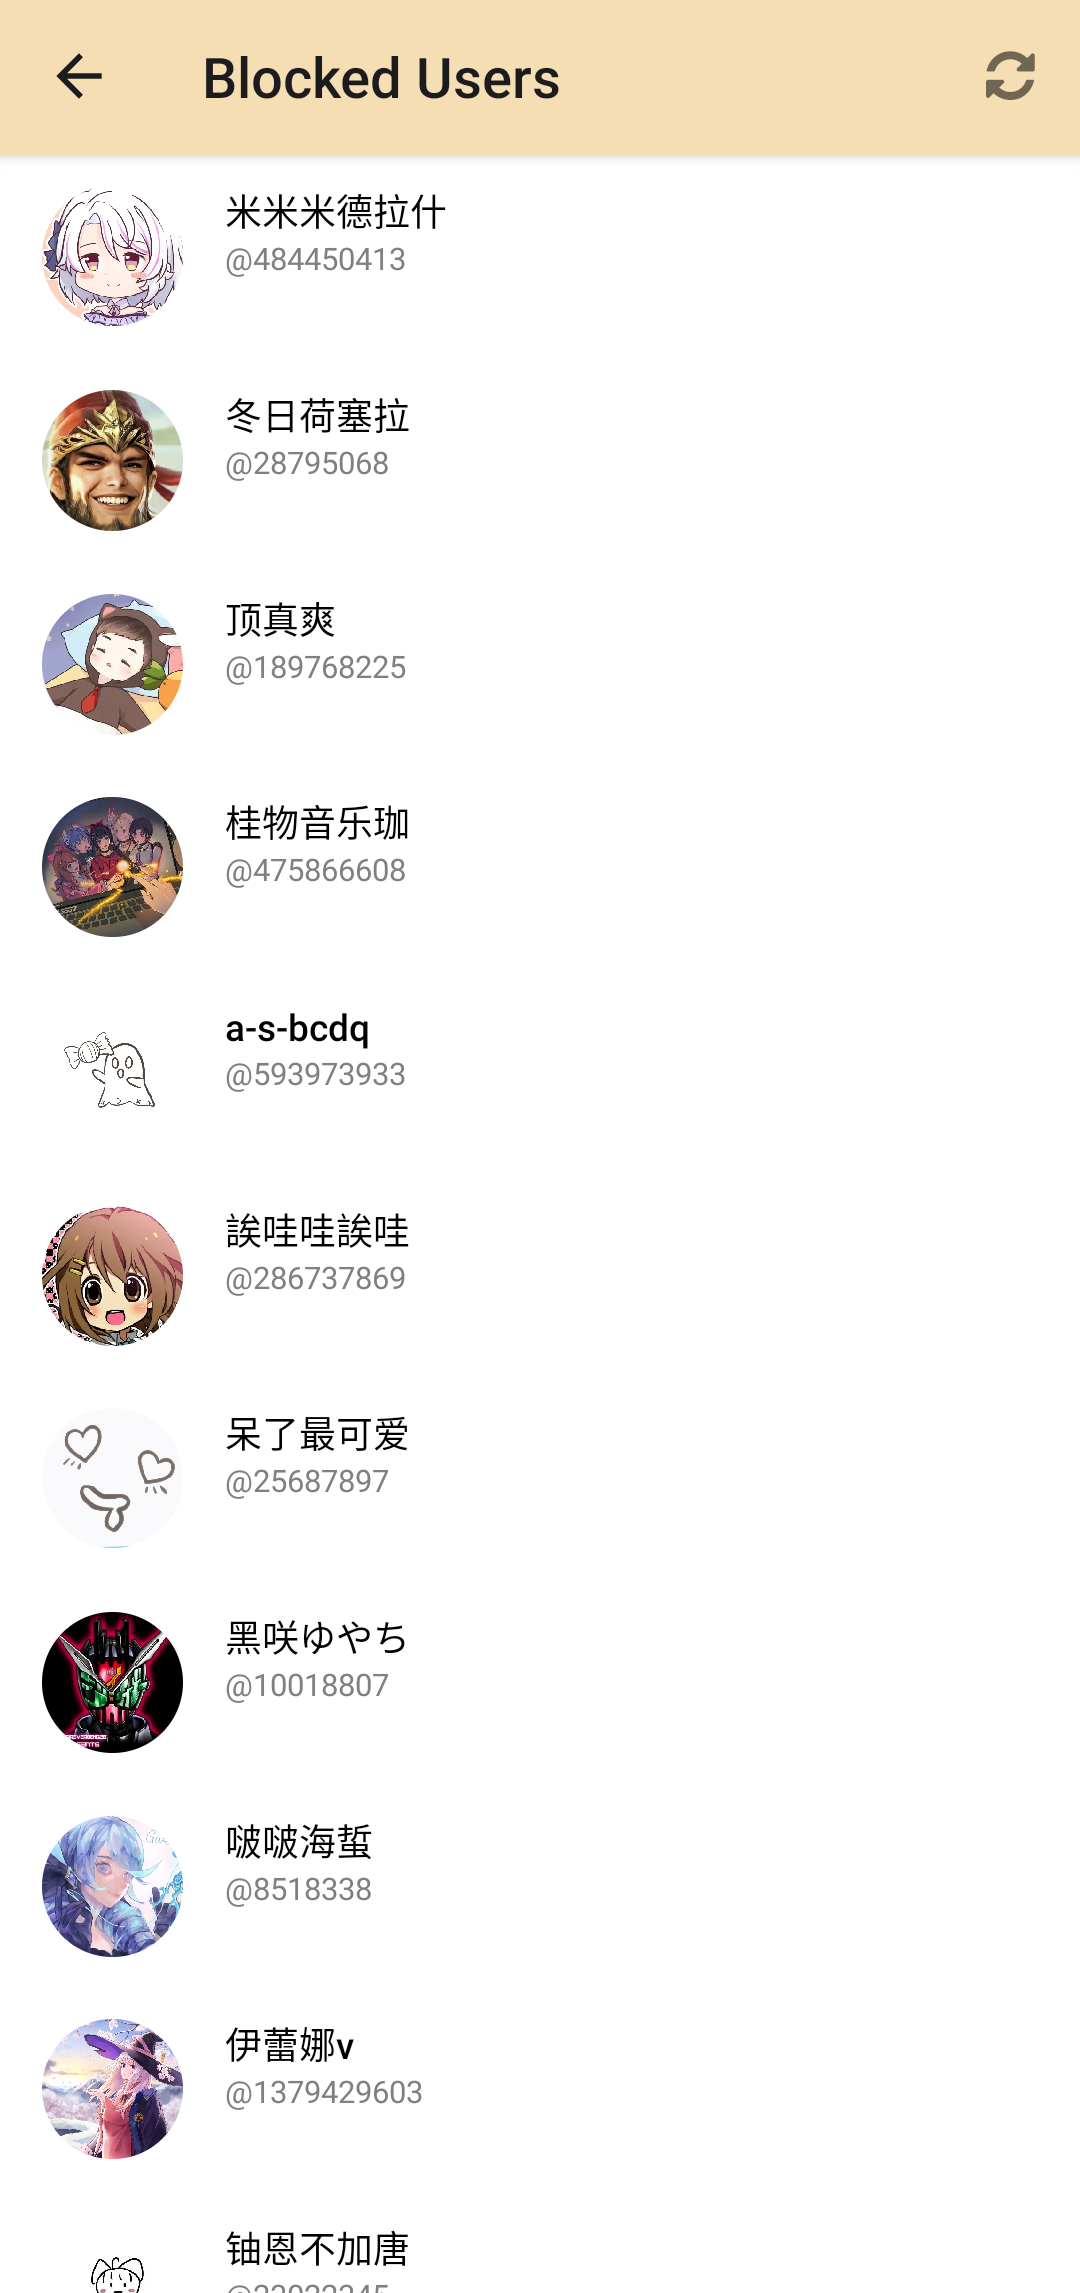 Blocked Users
米米米德拉什
@484450413
冬日荷塞拉
@28795068
顶真爽
@189768225
桂物音乐珈
@475866608
a-s-bcdq
@593973933
誒哇哇誒哇
@286737869
呆了最可爱
@25687897
黑咲ゆやち
@10018807
啵啵海蜇
@8518338
伊蕾娜v
@1379429603
铀恩不加唐